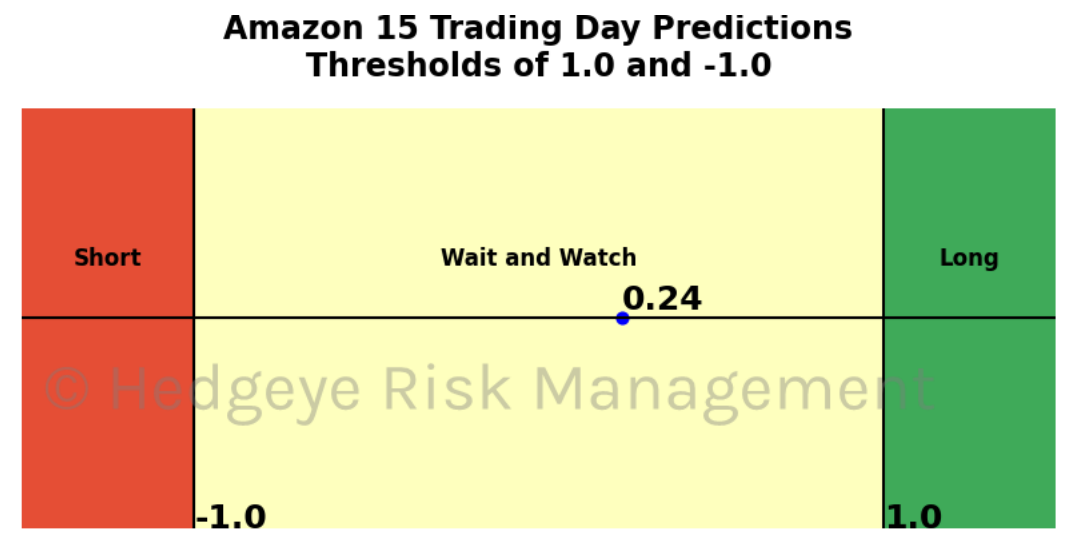 Amazon 15 Trading Day Predictions
Thresholds of 1.0 and -1.0
Short
Wait and Watch
Long
0.24
© Hedgeye Risk Management
-1.0
1.0